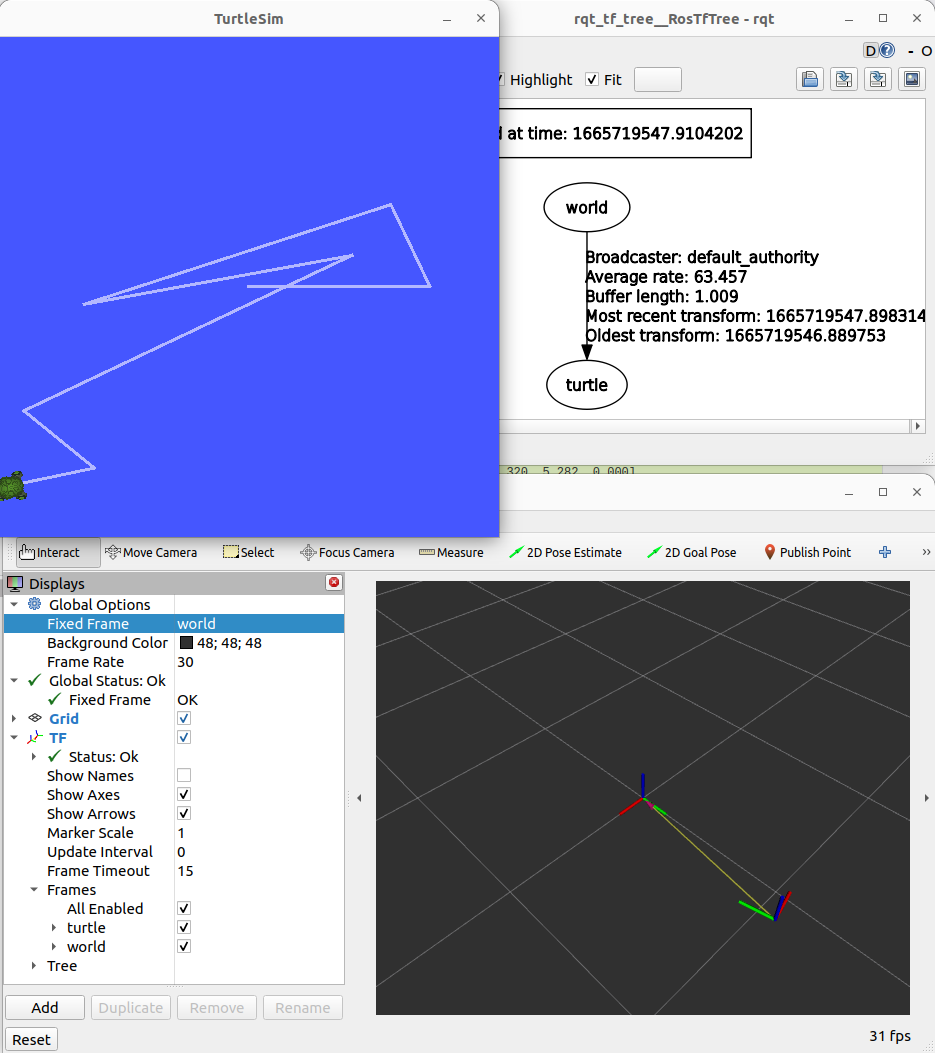 TurtleSim
rqt_tf_tree__RosTfTree - rqt
D
- O
Highlight
Fit
d at time: 1665719547.9104202
world
Broadcaster: default_authority
Average rate: 63.457
Buffer length: 1.009
Most recent transform: 1665719547.898314
Oldest transform: 1665719546.889753
turtle
320, 5.282, 0.000]
Interact
Move Camera
Select
Focus Camera
Measure
2D Pose Estimate
2D Goal Pose
Publish Point
Displays
Global Options
Fixed Frame world
Background Color 48; 48; 48
Frame Rate 30
Global Status: Ok
Fixed Frame OK
Grid
TF
Status: Ok
Show Names
Show Axes
Show Arrows
Marker Scale 1
Update Interval 0
Frame Timeout 15
Frames
All Enabled
turtle
world
Tree
Add
Duplicate
Remove
Rename
Reset
31 fps